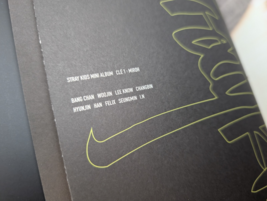 STRAY KIDS MINI ALBUM CLÉ 1 : MIROH
BANG CHAN WOOJIN LEE KNOW CHANGBIN
HYUNJIN HAN FELIX SEUNGMIN I.N